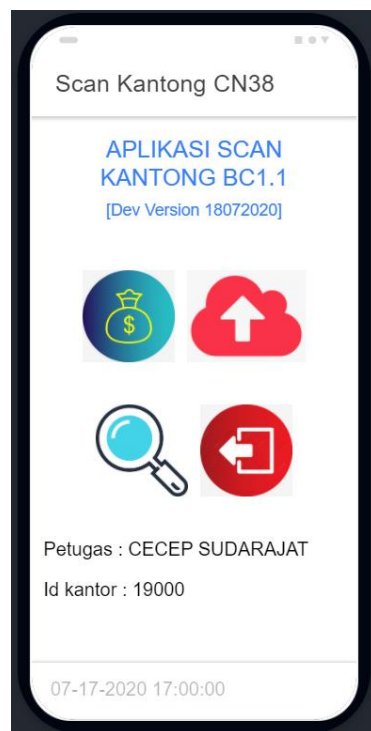 Scan Kantong CN38
APLIKASI SCAN
KANTONG BC1.1
[Dev Version 18072020]
$
Petugas : CECEP SUDARAJAT
Id kantor : 19000
07-17-2020 17:00:00